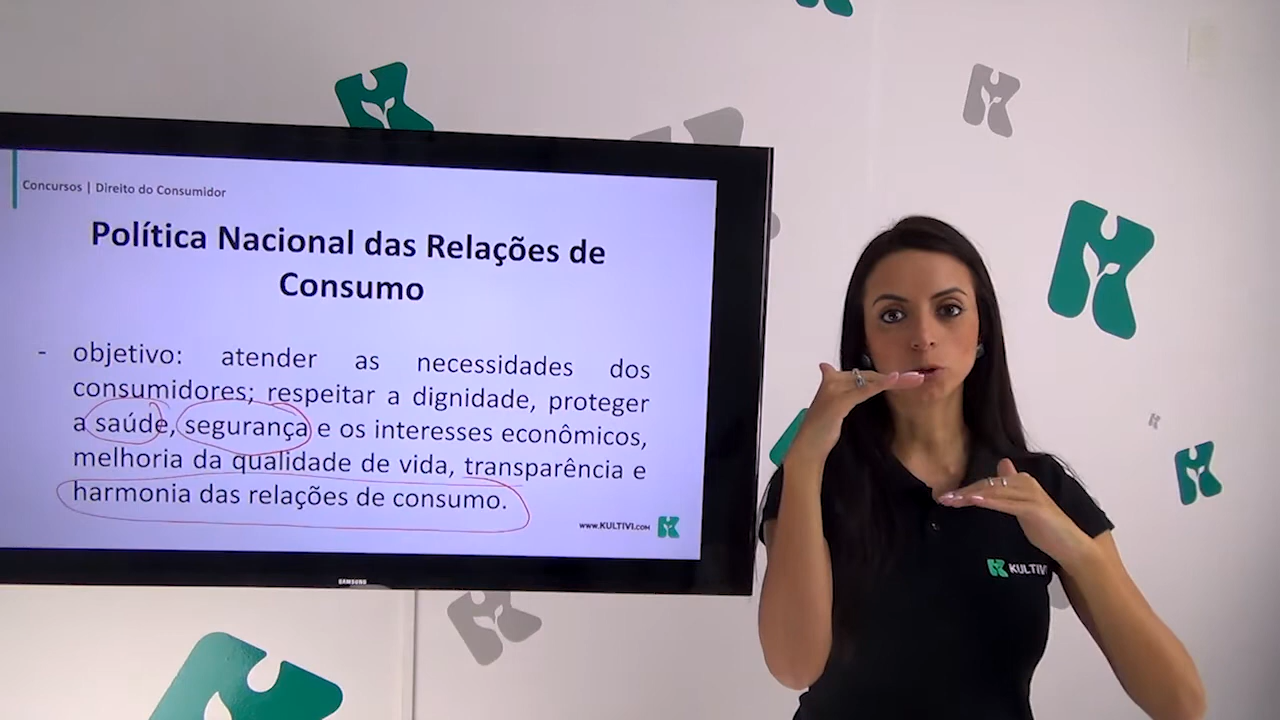 Concursos | Direito do Consumidor
Política Nacional das Relações de
Consumo
- objetivo: atender as necessidades dos
consumidores; respeitar a dignidade, proteger
a saúde, segurança e os interesses econômicos,
melhoria da qualidade de vida, transparência e
harmonia das relações de consumo.
www.KULTIVI.COM
SAMSUNG
KULTIVI